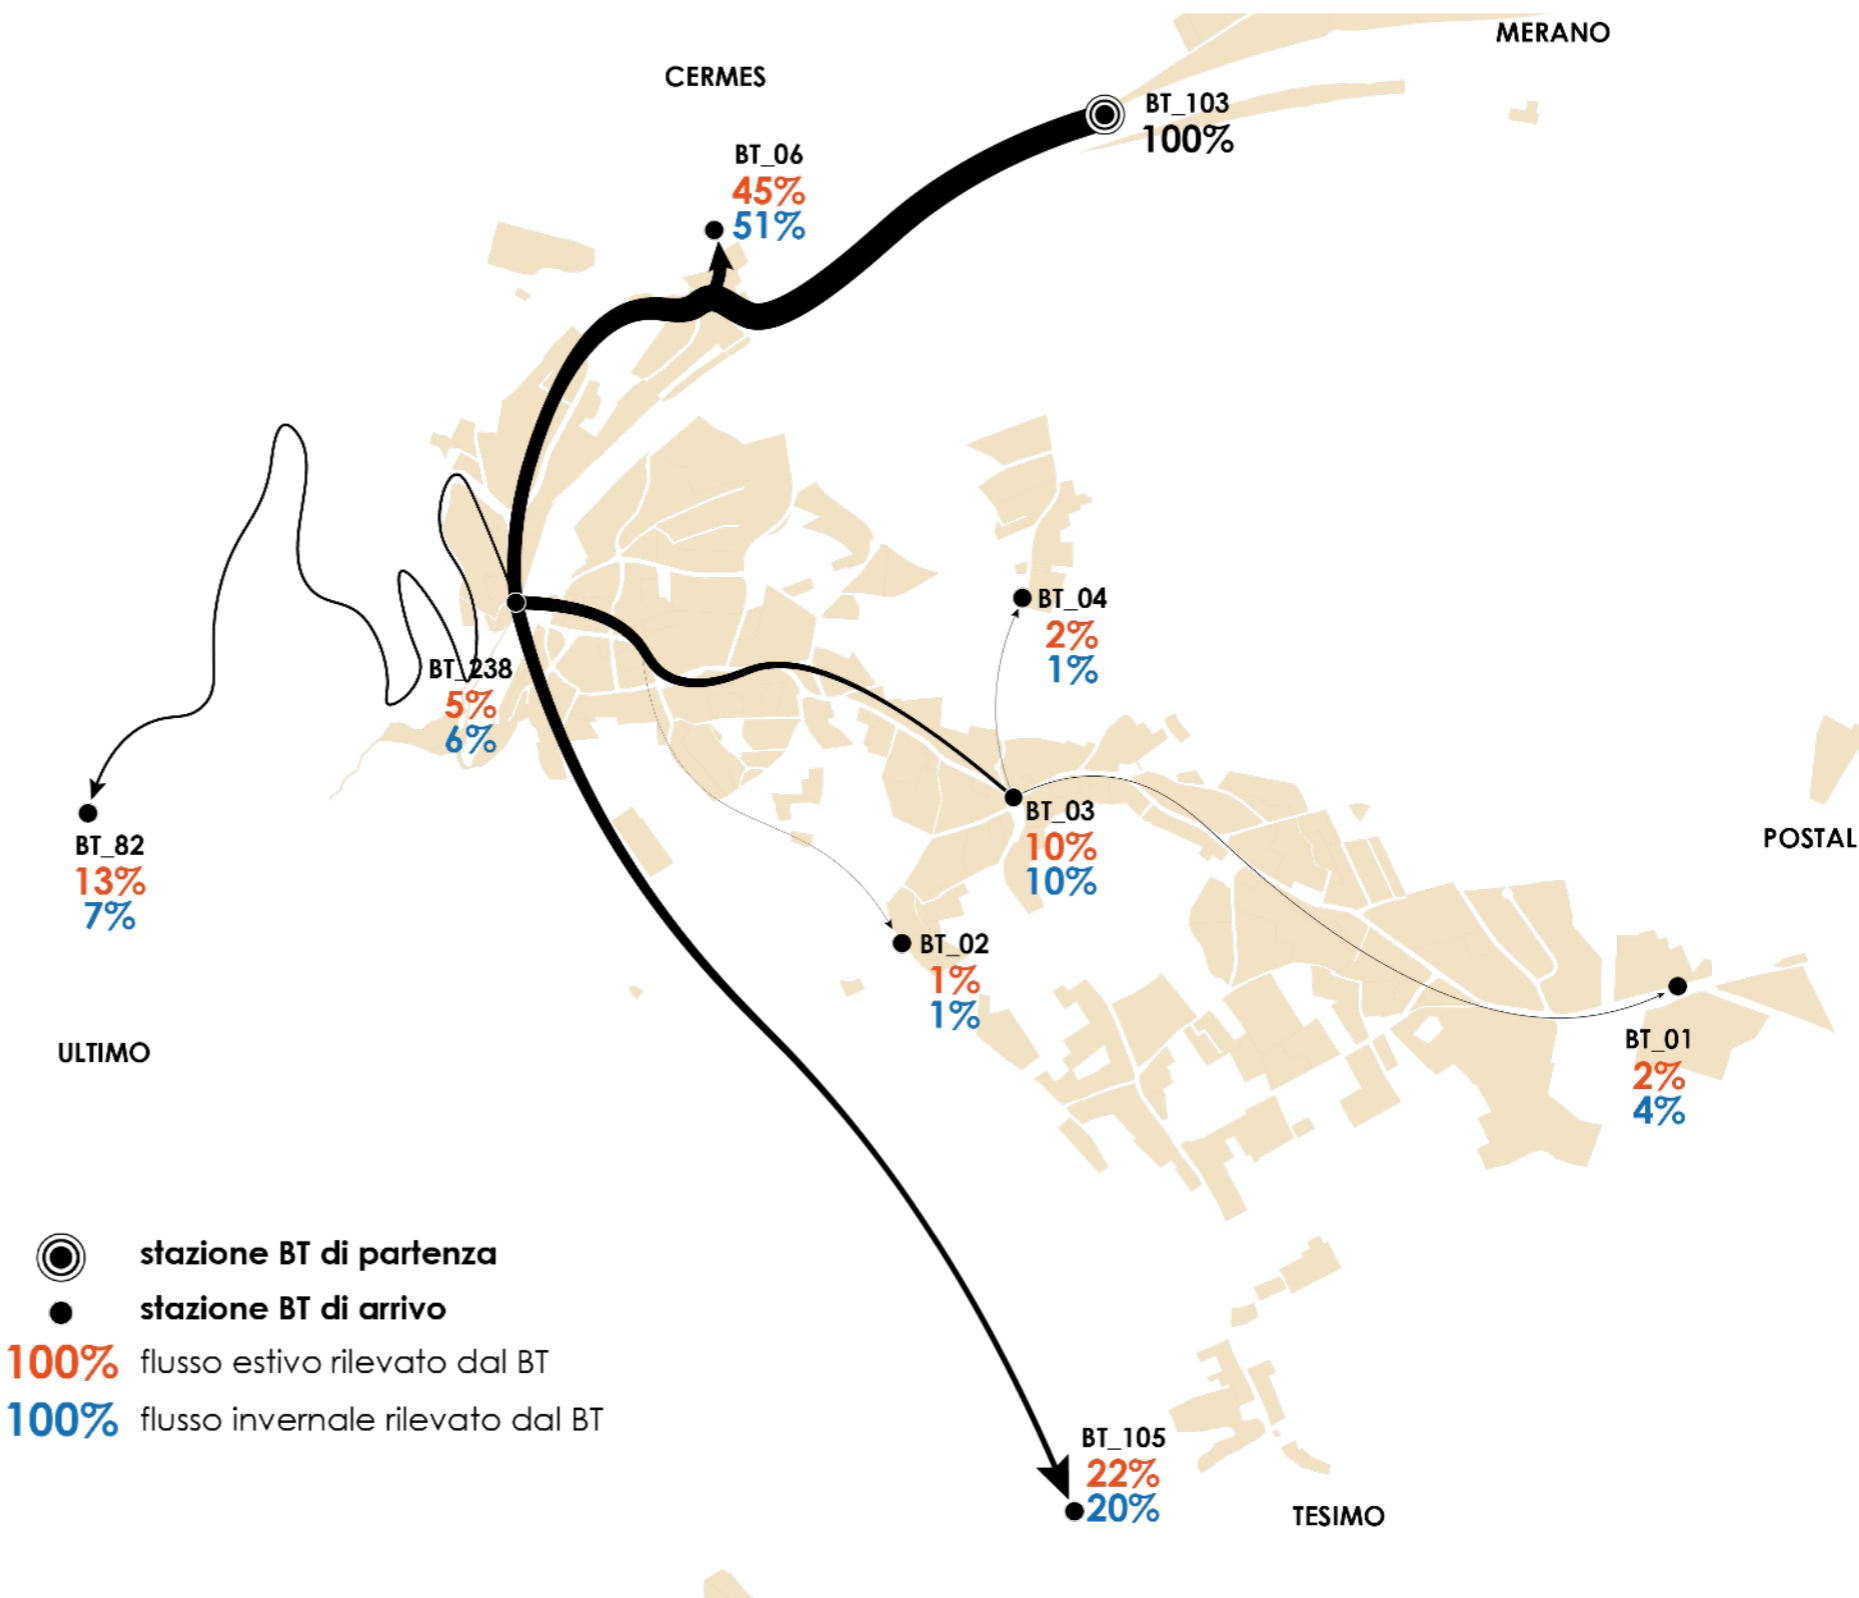 MERANO
CERMES
BT_103
100%
BT_06
45%
51%
BT_04
2%
1%
BT_238
5%
6%
BT_03
10%
10%
BT_82
13%
7%
POSTAL
BT_02
1%
1%
BT_01
2%
4%
ULTIMO
stazione BT di partenza
stazione BT di arrivo
100% flusso estivo rilevato dal BT
100% flusso invernale rilevato dal BT
BT_105
22%
20%
TESIMO